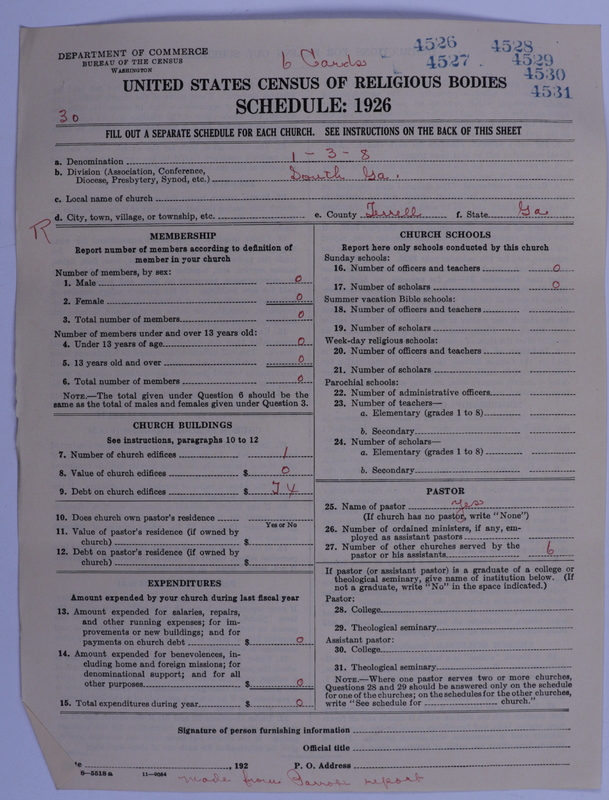 DEPARTMENT OF COMMERCE
BUREAU OF THE CENSUS
WASHINGTON
6 Cards
4526 4528
4527 4529
4530
4531
UNITED STATES CENSUS OF RELIGIOUS BODIES
SCHEDULE: 1926
30
FILL OUT A SEPARATE SCHEDULE FOR EACH CHURCH. SEE INSTRUCTIONS ON THE BACK OF THIS SHEET
a. Denomination 1-3-8
b. Division (Association, Conference,
Diocese, Presbytery, Synod, etc.) South Ga.
c. Local name of church
d. City, town, village, or township, etc. e. County Terrell f. State Ga
R
MEMBERSHIP
Report number of members according to definition of
member in your church
Number of members, by sex:
1. Male 0
2. Female 0
3. Total number of members 0
Number of members under and over 13 years old:
4. Under 13 years of age 0
5. 13 years old and over 0
6. Total number of members 0
NOTE.—The total given under Question 6 should be
same as the total of males and females given under Question 3.
CHURCH BUILDINGS
See instructions, paragraphs 10 to 12
7. Number of church edifices 1
8. Value of church edifices $ 0
9. Debt on church edifices $
10. Does church own pastor's residence
Yes or No
11. Value of pastor's residence (if owned by
church) $
12. Debt on pastor's residence (if owned by
church) $
EXPENDITURES
Amount expended by your church during last fiscal year
13. Amount expended for salaries, repairs,
and other running expenses; for im-
provements or new buildings; and for
payments on church debt $ 0
14. Amount expended for benevolences, in-
cluding home and foreign missions; for
denominational support; and for all
other purposes $ 0
15. Total expenditures during year $ 0
CHURCH SCHOOLS
Report here only schools conducted by this church
Sunday schools:
16. Number of officers and teachers 0
17. Number of scholars 0
Summer vacation Bible schools:
18. Number of officers and teachers
19. Number of scholars
Week-day religious schools:
20. Number of officers and teachers
21. Number of scholars
Parochial schools:
22. Number of administrative officers
23. Number of teachers—
a. Elementary (grades 1 to 8)
b. Secondary
24. Number of scholars—
a. Elementary (grades 1 to 8)
b. Secondary
PASTOR
25. Name of pastor yes
(If church has no pastor, write "None")
26. Number of ordained ministers, if any, em-
ployed as assistant pastors
27. Number of other churches served by the
pastor or his assistants 6
If pastor (or assistant pastor) is a graduate of a college or
theological seminary, give name of institution below. (If
not a graduate, write "No" in the space indicated.)
Pastor:
28. College
29. Theological seminary
Assistant pastor:
30. College
31. Theological seminary
NOTE.—Where one pastor serves two or more churches,
Questions 28 and 29 should be answered only on the schedule
for one of the churches; on the schedules for the other churches,
write "See schedule for church."
Signature of person furnishing information
Official title
, 192 P. O. Address
8—5518 a 11—9564
made from report